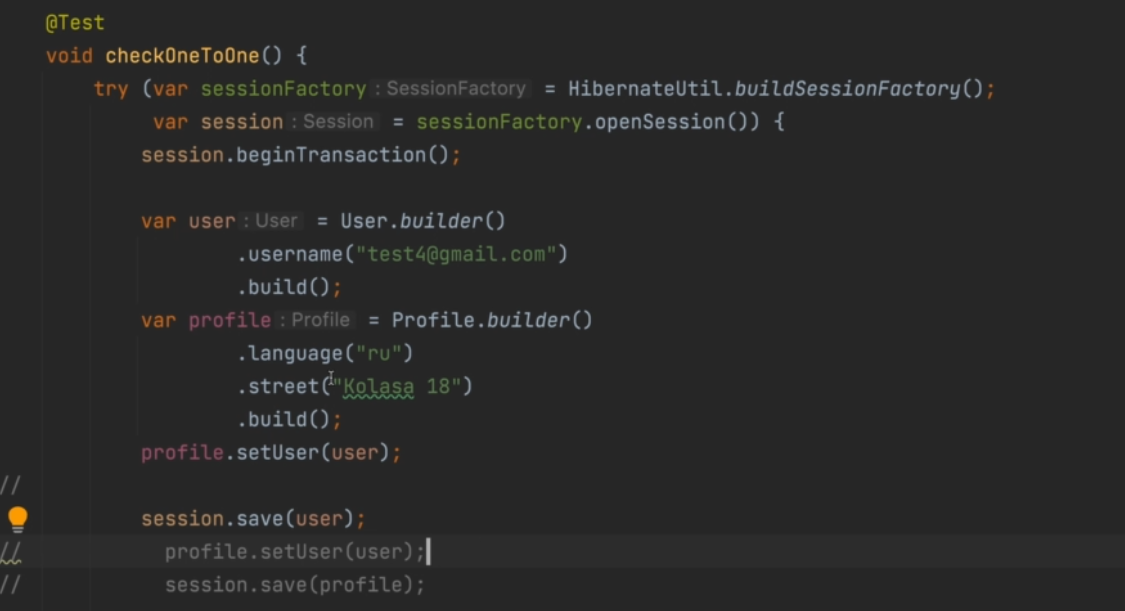 @Test
void checkOneToOne() {
try (var sessionFactory : SessionFactory = HibernateUtil.buildSessionFactory();
var session : Session = sessionFactory.openSession()) {
session.beginTransaction();
var user : User = User.builder()
.username("test4@gmail.com")
.build();
var profile : Profile = Profile.builder()
.language("ru")
.street("Kolasa 18")
.build();
profile.setUser(user);
//
session.save(user);
// profile.setUser(user);
// session.save(profile);